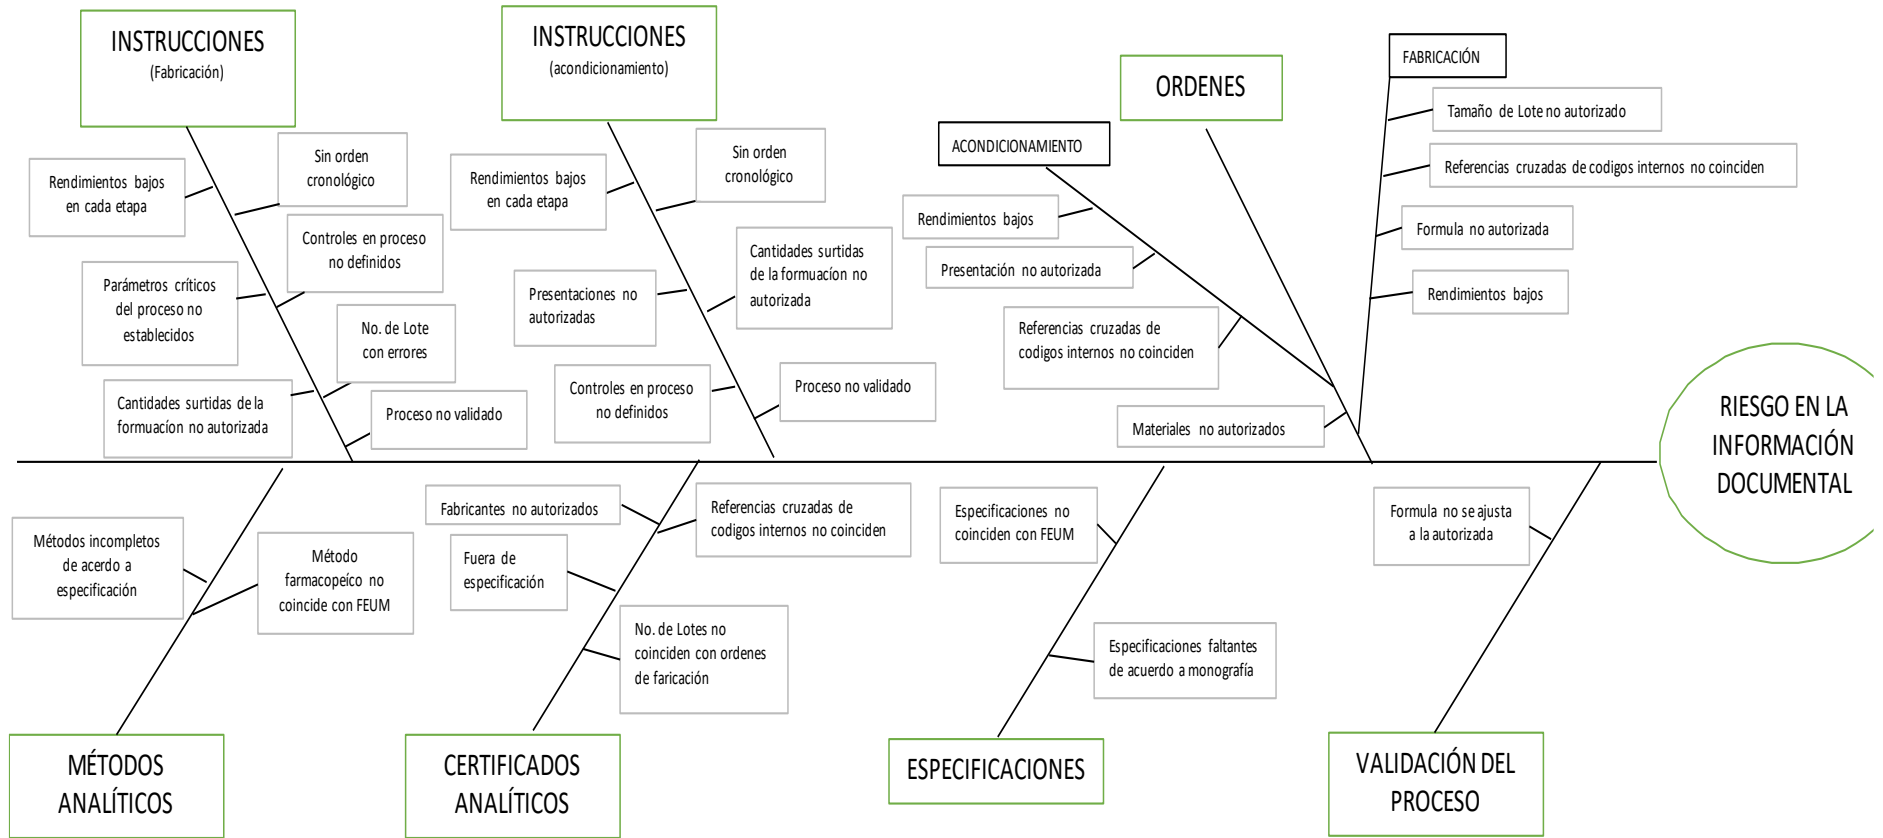 INSTRUCCIONES
(Fabricación)
Rendimientos bajos
en cada etapa
Sin orden
cronológico
Controles en proceso
no definidos
Parámetros críticos
del proceso no
establecidos
No. de Lote
con errores
Cantidades surtidas de la
formuacíon no autorizada
Proceso no validado
INSTRUCCIONES
(acondicionamiento)
Rendimientos bajos
en cada etapa
Sin orden
cronológico
Cantidades surtidas
de la formuacíon no
autorizada
Presentaciones no
autorizadas
Controles en proceso
no definidos
Proceso no validado
ORDENES
ACONDICIONAMIENTO
Rendimientos bajos
Presentación no autorizada
Referencias cruzadas de
codigos internos no coinciden
Materiales no autorizados
FABRICACIÓN
Tamaño de Lote no autorizado
Referencias cruzadas de codigos internos no coinciden
Formula no autorizada
Rendimientos bajos
RIESGO EN LA
INFORMACIÓN
DOCUMENTAL
Métodos incompletos
de acerdo a
especificación
Método
farmacopeíco no
coincide con FEUM
MÉTODOS
ANALÍTICOS
Fabricantes no autorizados
Referencias cruzadas de
codigos internos no coinciden
Fuera de
especificación
No. de Lotes no
coinciden con ordenes
de faricación
CERTIFICADOS
ANALÍTICOS
Especificaciones no
coinciden con FEUM
Especificaciones faltantes
de acuerdo a monografía
ESPECIFICACIONES
Formula no se ajusta
a la autorizada
VALIDACIÓN DEL
PROCESO